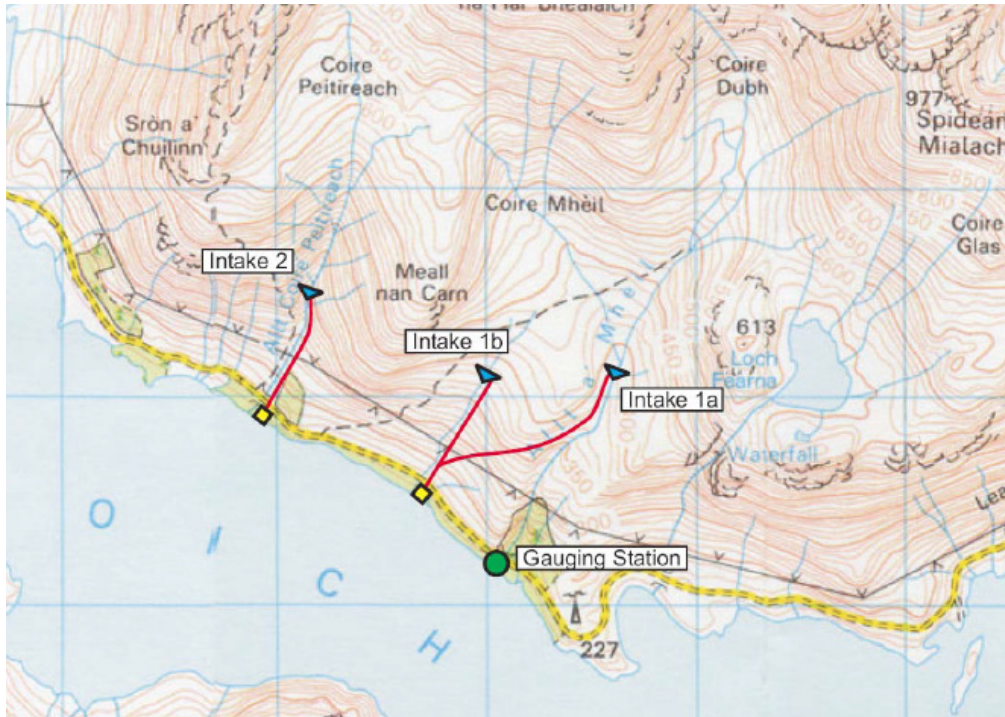 Coire
Peitireach
Coire
Dubh
977
Spidean
Mialach
Sròn a'
Chuilinn
Coire Mhèil
Coire
Glas
Intake 2
Meall
nan Carn
Intake 1b
613
Loch
Fearna
Intake 1a
Waterfall
O I C H
Gauging Station
227